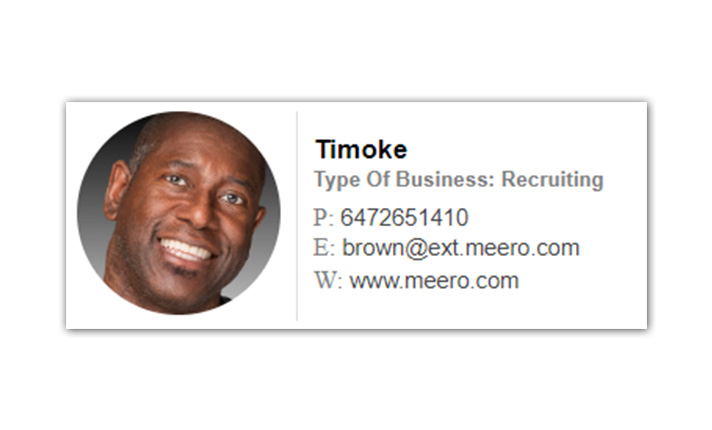 Timoke
Type Of Business: Recruiting
P: 6472651410
E: brown@ext.meero.com
W: www.meero.com